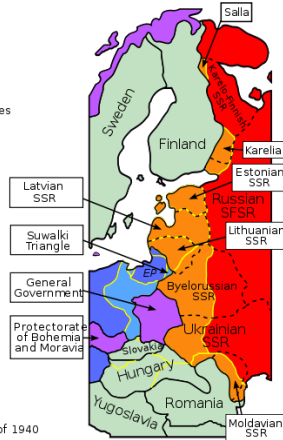 Salla
Karelo-Finnish
SSR
Sweden
es
Finland
Karelia
Estonian
SSR
Latvian
SSR
Russian
SFSR
Lithuanian
SSR
Suwalki
Triangle
EP
General
Government
Byelorussian
SSR
Protectorate
of Bohemia
and Moravia
Ukrainian
SSR
Slovakia
Hungary
Romania
Yugoslavia
Moldavian
SSR
of 1940